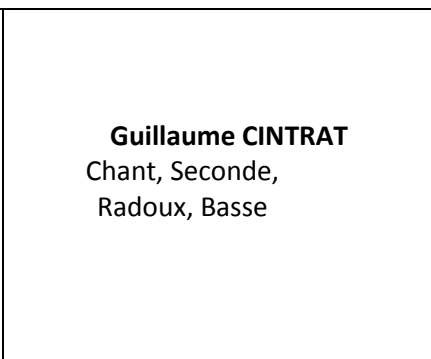 Guillaume CINTRAT
Chant, Seconde,
Radoux, Basse